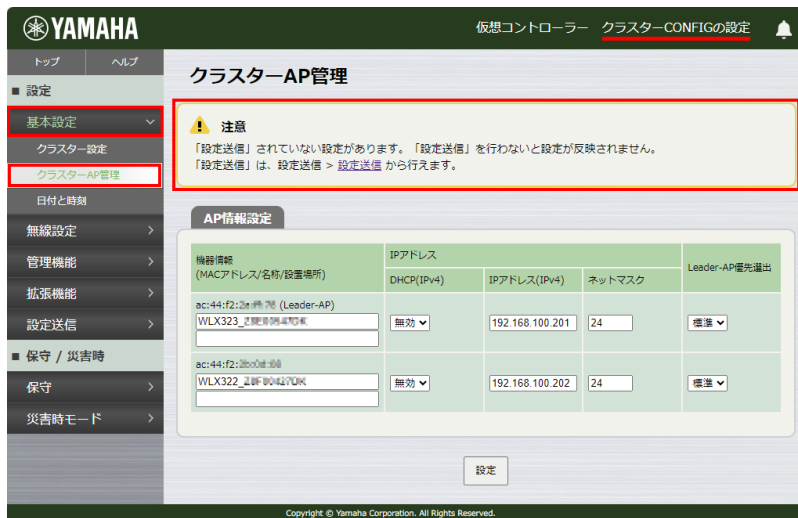 YAMAHA
仮想コントローラー クラスターCONFIGの設定
トップ ヘルプ
■ 設定
基本設定
クラスター設定
クラスターAP管理
日付と時刻
無線設定
管理機能
拡張機能
設定送信
■ 保守 / 災害時
保守
災害時モード
クラスターAP管理
注意
「設定送信」されていない設定があります。「設定送信」を行わないと設定が反映されません。
「設定送信」は、設定送信 > 設定送信 から行えます。
AP情報設定
機器情報
(MACアドレス/名称/設置場所)
IPアドレス
Leader-AP優先選出
DHCP(IPv4) IPアドレス(IPv4) ネットマスク
ac:44:f2: (Leader-AP)
WLX323_
無効 192.168.100.201 24 標準
ac:44:f2:
WLX322_
無効 192.168.100.202 24 標準
設定
Copyright © Yamaha Corporation. All Rights Reserved.